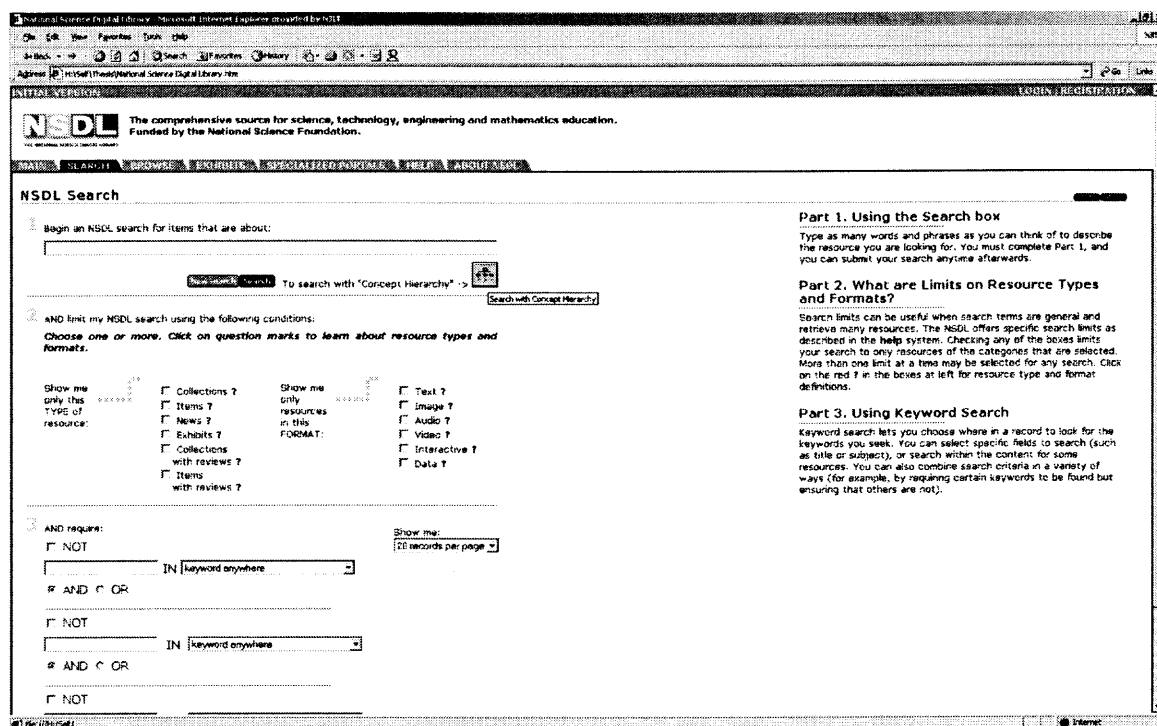 National Science Digital Library - Microsoft Internet Explorer provided by NJIT
File Edit View Favorites Tools Help
Back Search Favorites History
Address H:\Self\Thesis\National Science Digital Library.htm Go Links
INITIAL VERSION LOGIN | REGISTRATION
NSDL The comprehensive source for science, technology, engineering and mathematics education.
Funded by the National Science Foundation.
MAIN SEARCH BROWSE EXHIBITS SPECIALIZED PORTALS HELP ABOUT NSDL
NSDL Search
1 Begin an NSDL search for items that are about:
New Search Search To search with "Concept Hierarchy" ->
Search with Concept Hierarchy
2 AND limit my NSDL search using the following conditions:
Choose one or more. Click on question marks to learn about resource types and
formats.
Show me
only this
TYPE of
resource:
Collections ?
Items ?
News ?
Exhibits ?
Collections
with reviews ?
Items
with reviews ?
Show me
only
resources
in this
FORMAT:
Text ?
Image ?
Audio ?
Video ?
Interactive ?
Data ?
3 AND require:
NOT
IN keyword anywhere
AND OR
Show me:
20 records per page
NOT
IN keyword anywhere
AND OR
NOT
Part 1. Using the Search box
Type as many words and phrases as you can think of to describe
the resource you are looking for. You must complete Part 1, and
you can submit your search anytime afterwards.
Part 2. What are Limits on Resource Types
and Formats?
Search limits can be useful when search terms are general and
retrieve many resources. The NSDL offers specific search limits as
described in the help system. Checking any of the boxes limits
your search to only resources of the categories that are selected.
More than one limit at a time may be selected for any search. Click
on the red ? in the boxes at left for resource type and format
definitions.
Part 3. Using Keyword Search
Keyword search lets you choose where in a record to look for the
keywords you seek. You can select specific fields to search (such
as title or subject), or search within the content for some
resources. You can also combine search criteria in a variety of
ways (for example, by requiring certain keywords to be found but
ensuring that others are not).
Internet